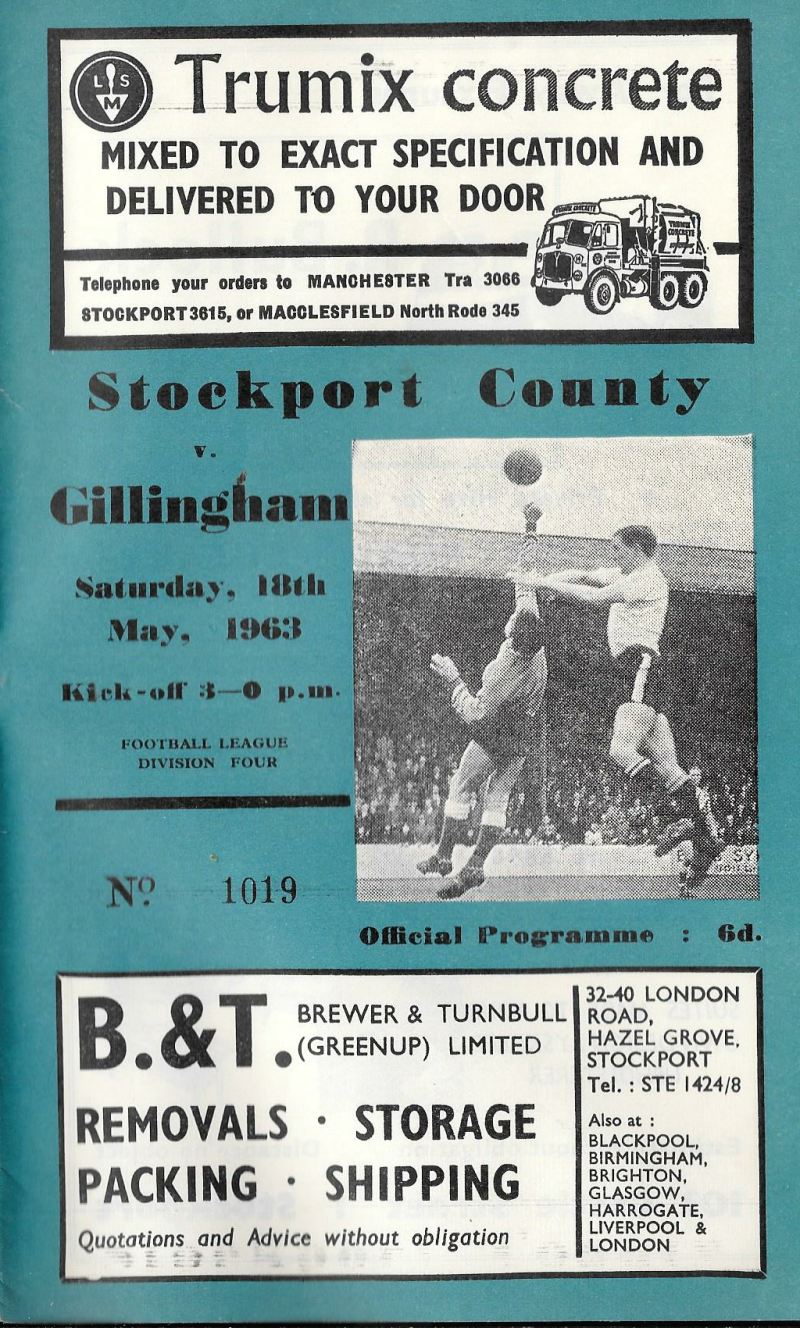 L S
M
Trumix concrete
MIXED TO EXACT SPECIFICATION AND
DELIVERED TO YOUR DOOR
TRUMIX CONCRETE
TRUMIX
CONCRETE
Telephone your orders to MANCHESTER Tra 3066
STOCKPORT 3615, or MACCLESFIELD North Rode 345
Stockport County
v.
Gillingham
Saturday, 18th
May, 1963
Kick-off 3—0 p.m.
FOOTBALL LEAGUE
DIVISION FOUR
Nº. 1019
Official Programme : 6d.
B.&T. BREWER & TURNBULL
(GREENUP) LIMITED
REMOVALS · STORAGE
PACKING · SHIPPING
Quotations and Advice without obligation
32-40 LONDON
ROAD,
HAZEL GROVE,
STOCKPORT
Tel. : STE 1424/8
Also at :
BLACKPOOL,
BIRMINGHAM,
BRIGHTON,
GLASGOW,
HARROGATE,
LIVERPOOL &
LONDON